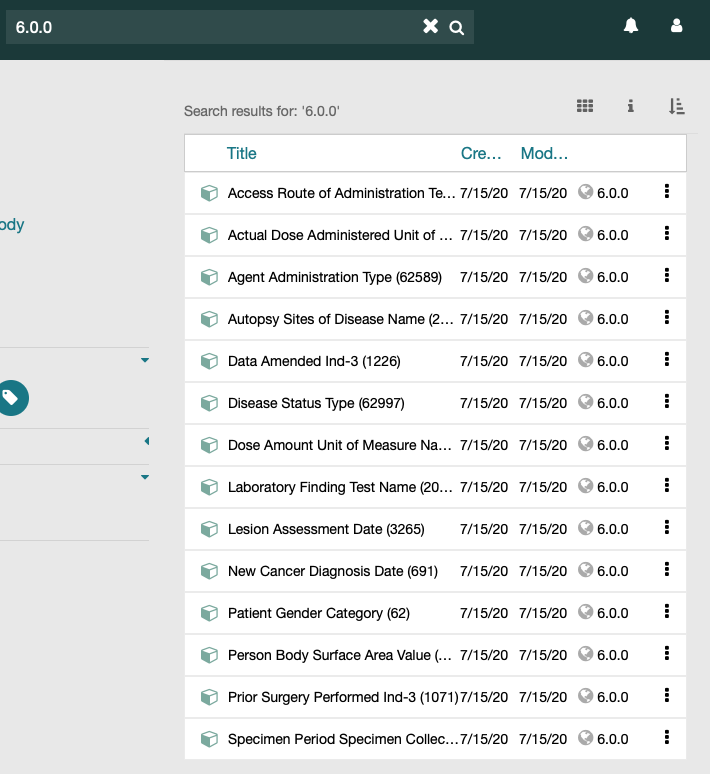 6.0.0
Search results for: '6.0.0'
ody
Title Cre... Mod...
Access Route of Administration Te... 7/15/20 7/15/20 6.0.0
Actual Dose Administered Unit of ... 7/15/20 7/15/20 6.0.0
Agent Administration Type (62589) 7/15/20 7/15/20 6.0.0
Autopsy Sites of Disease Name (2... 7/15/20 7/15/20 6.0.0
Data Amended Ind-3 (1226) 7/15/20 7/15/20 6.0.0
Disease Status Type (62997) 7/15/20 7/15/20 6.0.0
Dose Amount Unit of Measure Na... 7/15/20 7/15/20 6.0.0
Laboratory Finding Test Name (20... 7/15/20 7/15/20 6.0.0
Lesion Assessment Date (3265) 7/15/20 7/15/20 6.0.0
New Cancer Diagnosis Date (691) 7/15/20 7/15/20 6.0.0
Patient Gender Category (62) 7/15/20 7/15/20 6.0.0
Person Body Surface Area Value (... 7/15/20 7/15/20 6.0.0
Prior Surgery Performed Ind-3 (1071) 7/15/20 7/15/20 6.0.0
Specimen Period Specimen Collec... 7/15/20 7/15/20 6.0.0